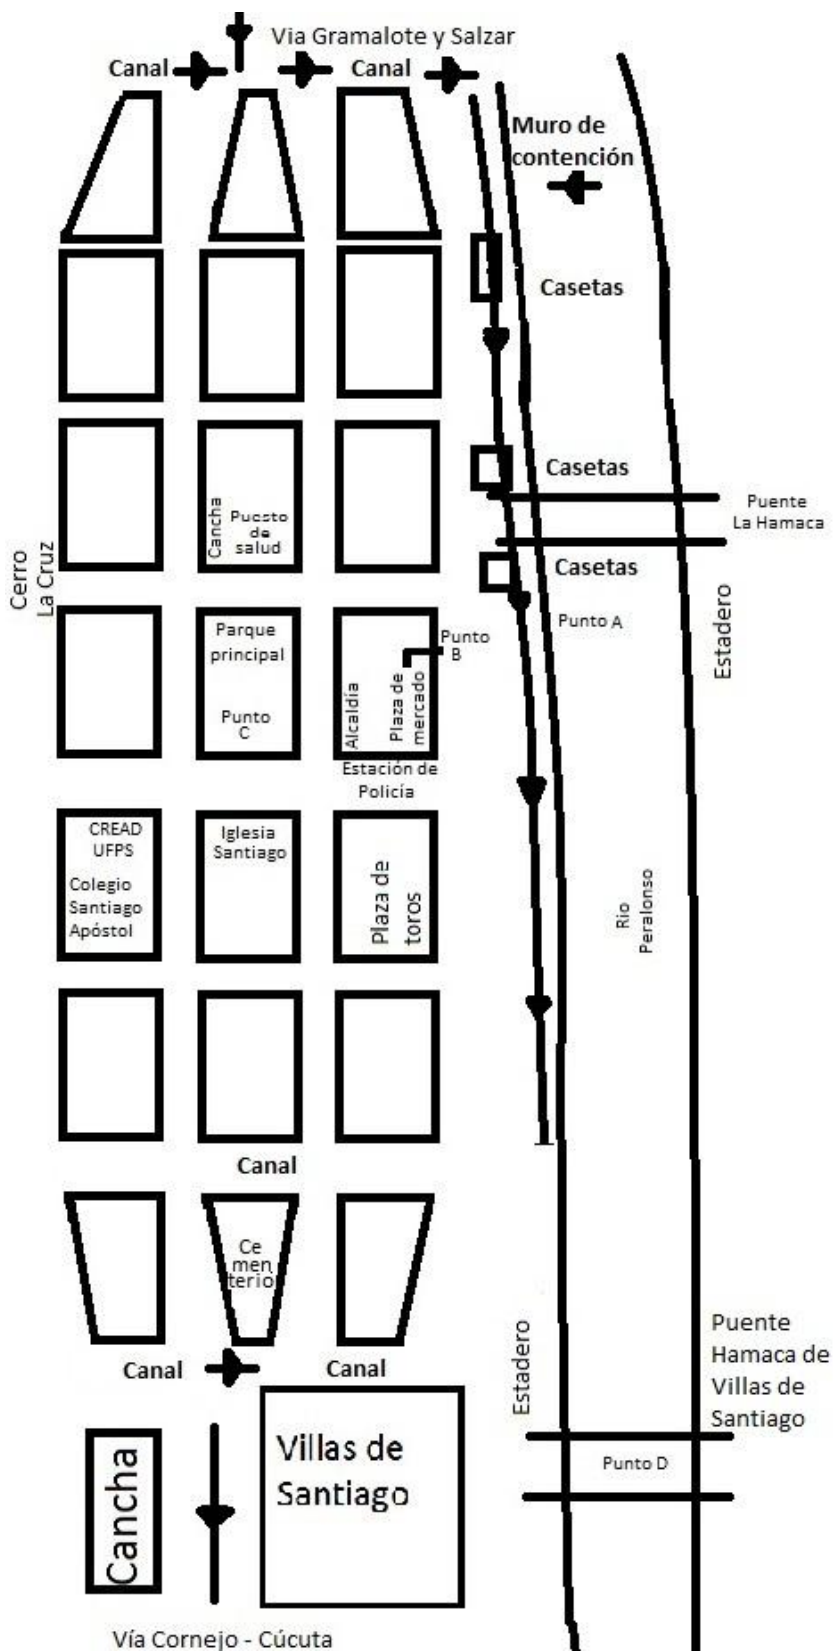 Via Gramalote y Salzar
Canal
Canal
Muro de
contención
Casetas
Casetas
Puente
La Hamaca
Cancha
Puesto
de
salud
Cerro
La Cruz
Casetas
Estadero
Punto A
Parque
principal
Punto
B
Punto
C
Alcaldía
Plaza de
mercado
Estación de
Policía
CREAD
UFPS
Colegio
Santiago
Apóstol
Iglesia
Santiago
Plaza de
toros
Rio
Peralonso
Canal
Ce
men
terio
Estadero
Puente
Hamaca de
Villas de
Santiago
Canal
Canal
Cancha
Villas de
Santiago
Punto D
Vía Cornejo - Cúcuta